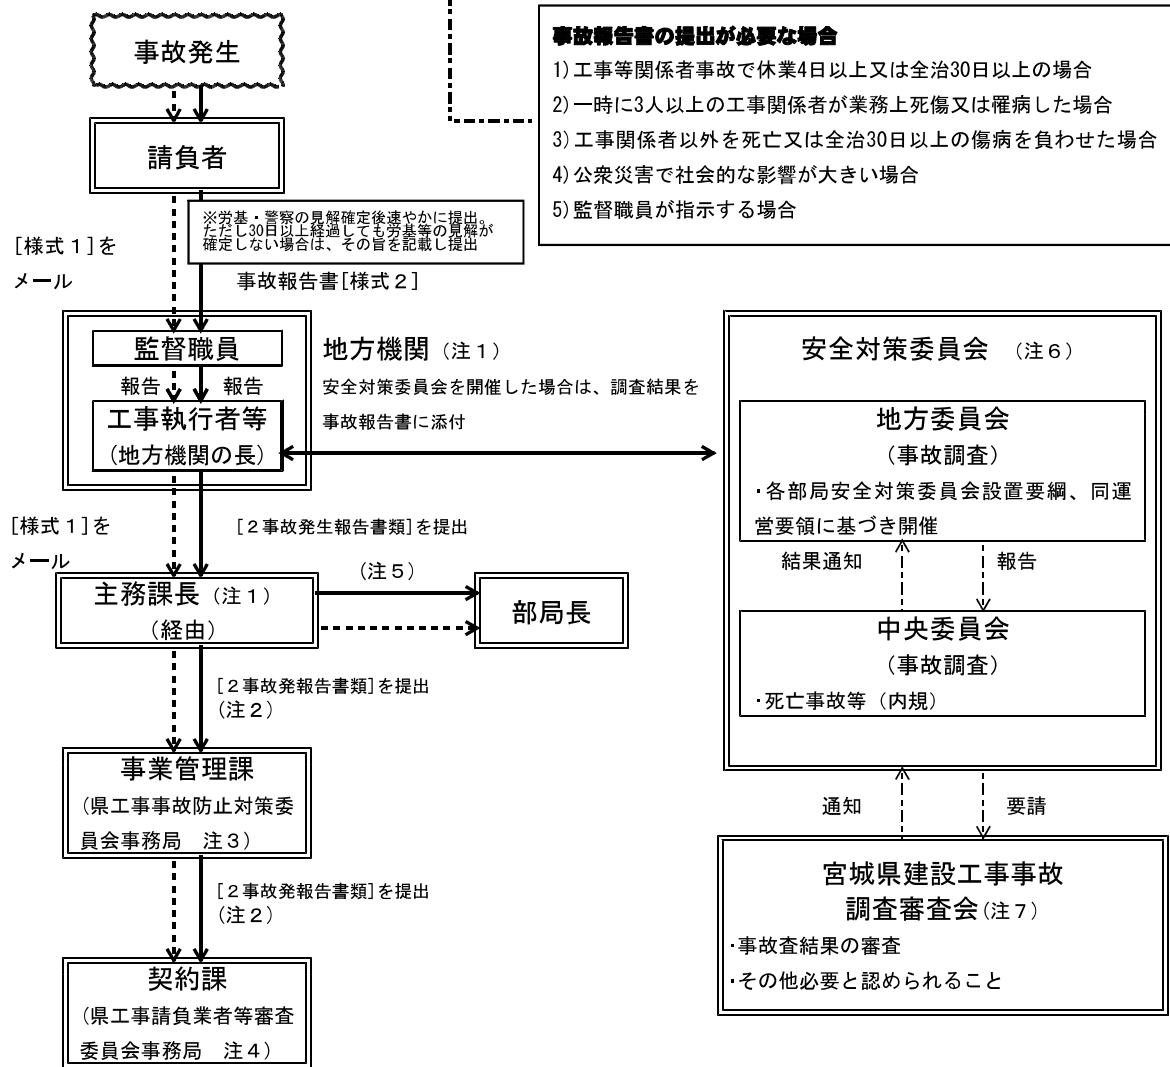 事故発生
請負者
[様式１]を
メール
※労基・警察の見解確定後速やかに提出。
ただし30日以上経過しても労基等の見解が
確定しない場合は、その旨を記載し提出
事故報告書[様式２]
事故報告書の提出が必要な場合
1)工事等関係者事故で休業4日以上又は全治30日以上の場合
2)一時に3人以上の工事関係者が業務上死傷又は罹病した場合
3)工事関係者以外を死亡又は全治30日以上の傷病を負わせた場合
4)公衆災害で社会的な影響が大きい場合
5)監督職員が指示する場合
監督職員
報告 報告
工事執行者等
(地方機関の長)
地方機関（注１）
安全対策委員会を開催した場合は、調査結果を
事故報告書に添付
[様式１]を
メール
[２事故発生報告書類]を提出
主務課長（注１）
（経由）
（注５）
部局長
[２事故発報告書類]を提出
（注２）
事業管理課
（県工事事故防止対策委
員会事務局　注３）
[２事故発報告書類]を提出
（注２）
契約課
（県工事請負業者等審査
委員会事務局　注４）
安全対策委員会　（注６）
地方委員会
（事故調査）
・各部局安全対策委員会設置要綱、同運
営要領に基づき開催
結果通知 報告
中央委員会
（事故調査）
・死亡事故等（内規）
通知 要請
宮城県建設工事事故
調査審査会(注７)
・事故査結果の審査
・その他必要と認められること